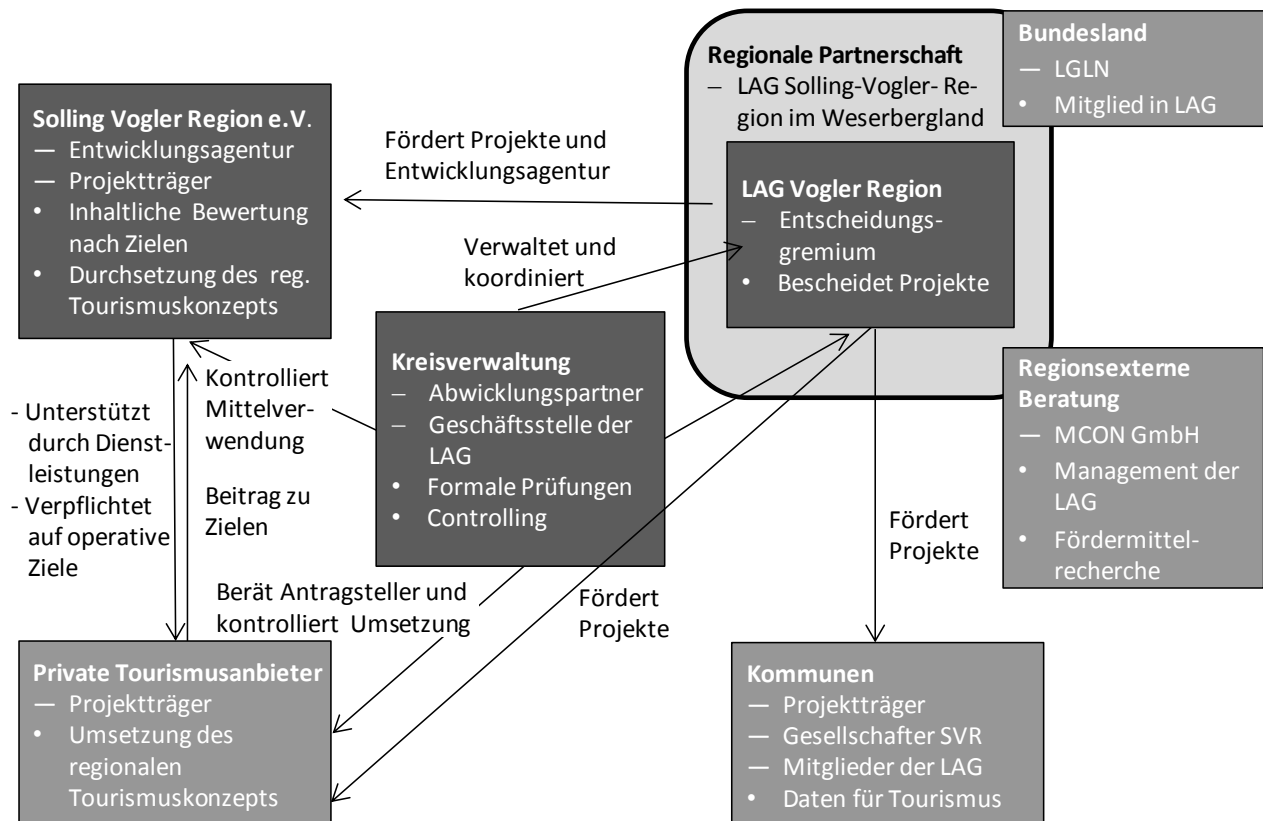 Solling Vogler Region e.V.
— Entwicklungsagentur
— Projektträger
• Inhaltliche Bewertung
nach Zielen
• Durchsetzung des reg.
Tourismuskonzepts
Fördert Projekte und
Entwicklungsagentur
Regionale Partnerschaft
– LAG Solling-Vogler- Re-
gion im Weserbergland
LAG Vogler Region
– Entscheidungs-
gremium
• Bescheidet Projekte
Bundesland
— LGLN
• Mitglied in LAG
Verwaltet und
koordiniert
Kreisverwaltung
– Abwicklungspartner
– Geschäftsstelle der
LAG
• Formale Prüfungen
• Controlling
Regionsexterne
Beratung
— MCON GmbH
• Management der
LAG
• Fördermittel-
recherche
- Unterstützt
durch Dienst-
leistungen
- Verpflichtet
auf operative
Ziele
Kontrolliert
Mittelver-
wendung
Beitrag zu
Zielen
Berät Antragsteller und
kontrolliert Umsetzung
Fördert
Projekte
Fördert
Projekte
Private Tourismusanbieter
— Projektträger
• Umsetzung des
regionalen
Tourismuskonzepts
Kommunen
— Projektträger
— Gesellschafter SVR
— Mitglieder der LAG
• Daten für Tourismus